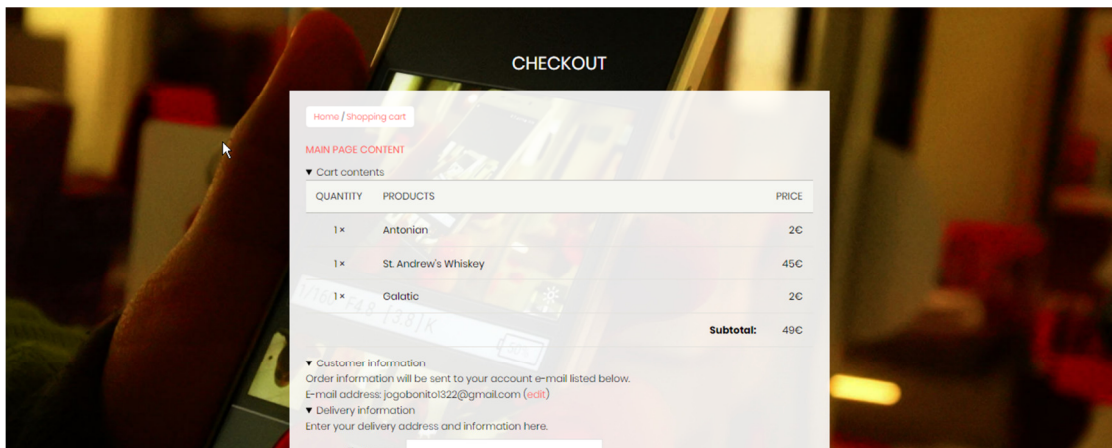 CHECKOUT
Home / Shopping cart
MAIN PAGE CONTENT
▼ Cart contents
QUANTITY PRODUCTS PRICE
1 × Antonian 2€
1 × St. Andrew's Whiskey 45€
1 × Galatic 2€
Subtotal: 49€
▼ Customer information
Order information will be sent to your account e-mail listed below.
E-mail address: jogobonito1322@gmail.com (edit)
▼ Delivery information
Enter your delivery address and information here.